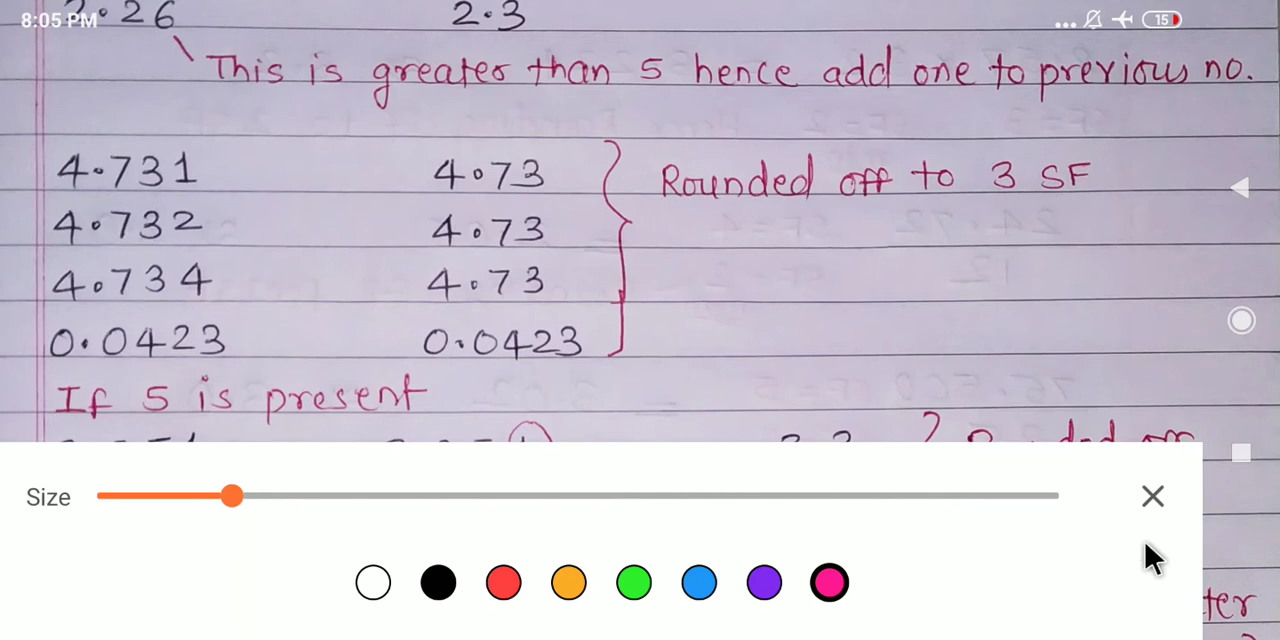 8:05 PM 2.26 2.3 15
This is greater than 5 hence add one to previous no.
4.731 4.73 Rounded off to 3 SF
4.732 4.73
4.734 4.73
0.0423 0.0423
If 5 is present
Size
ter